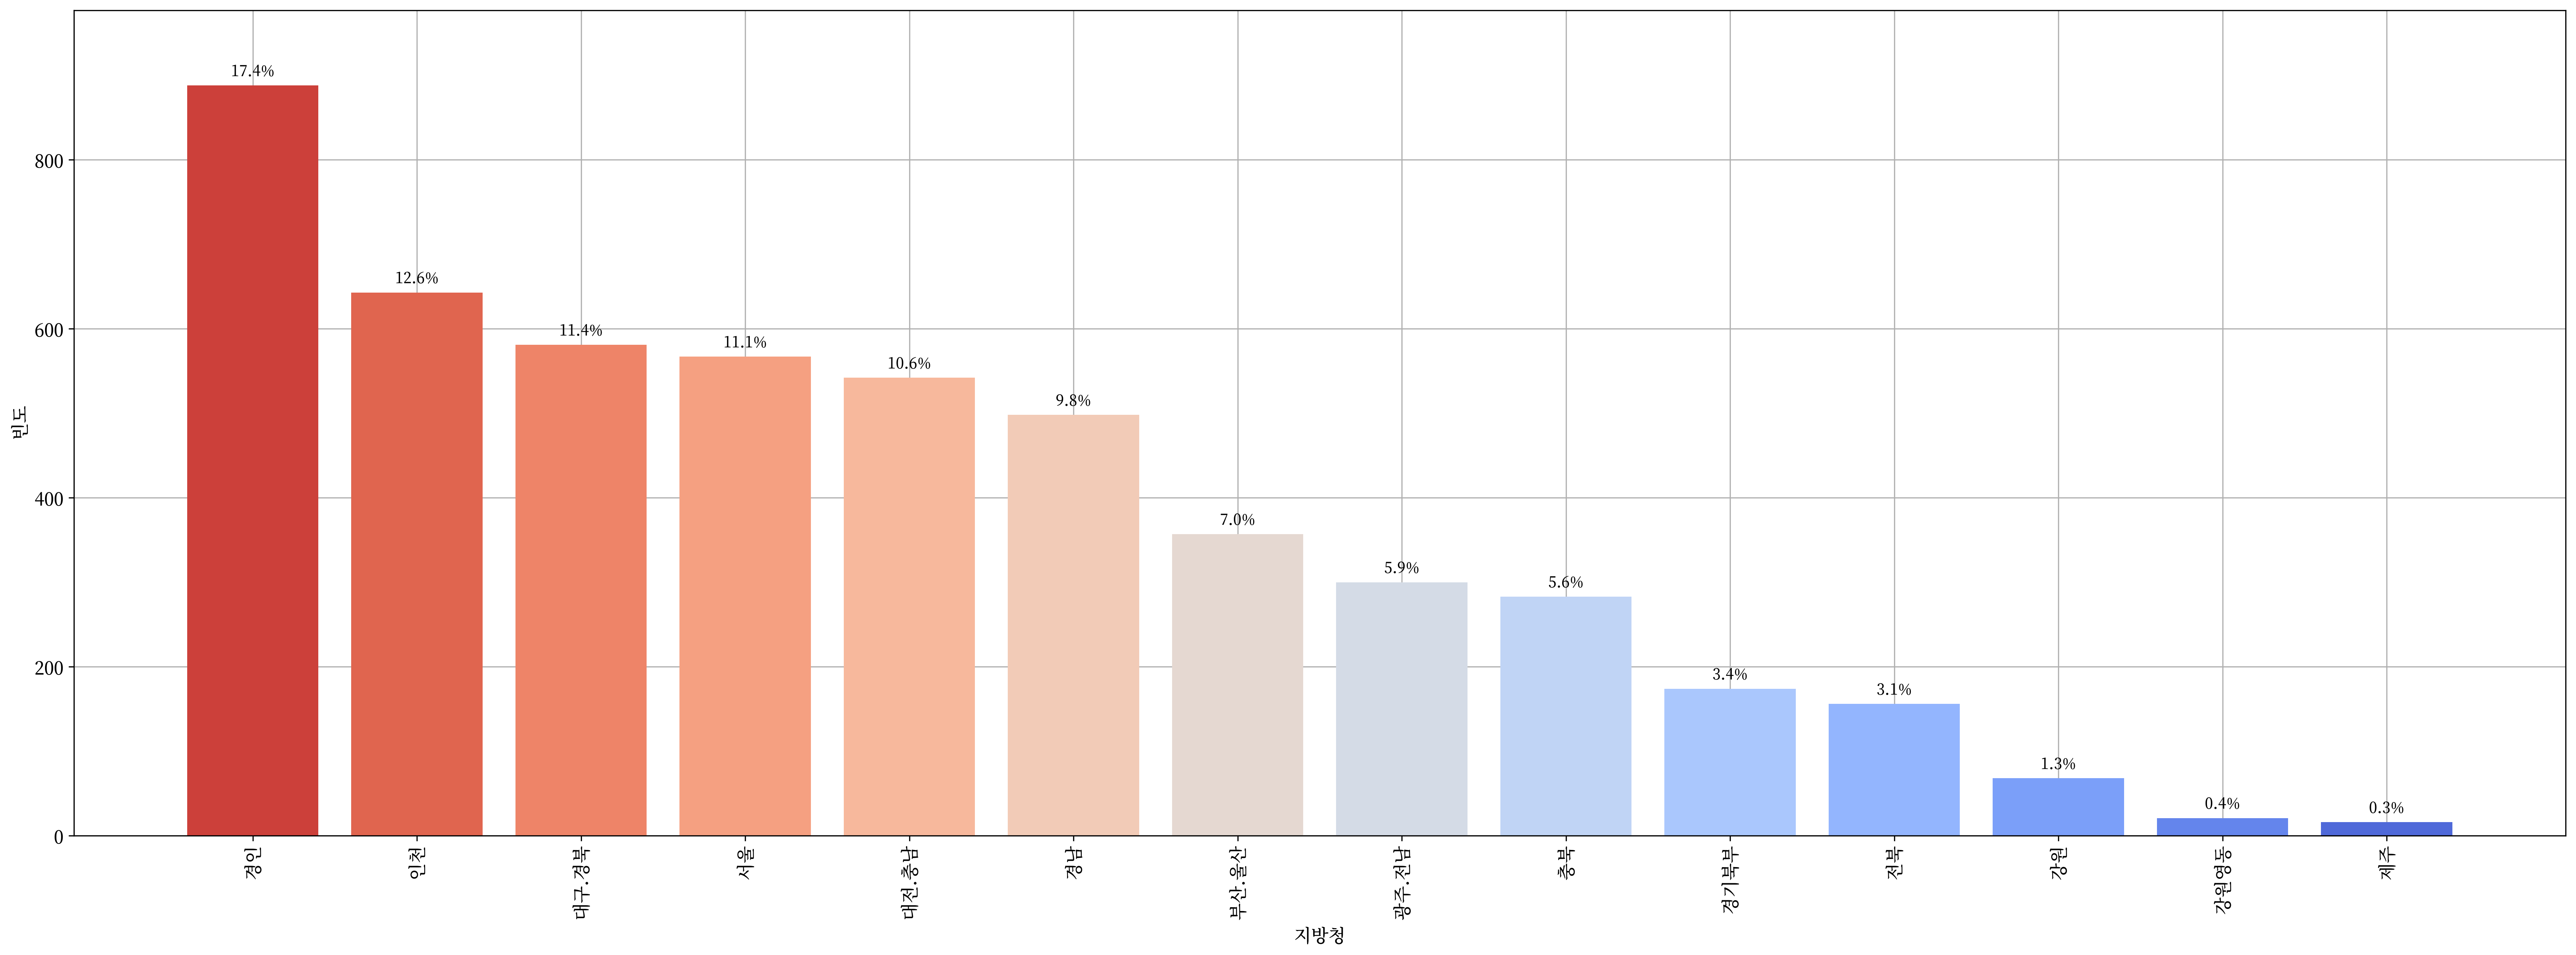 17.4%
12.6%
11.4%
11.1%
10.6%
9.8%
7.0%
5.9%
5.6%
3.4%
3.1%
1.3%
0.4%
0.3%
800
600
400
200
0
빈도
경인
인천
대구.경북
서울
대전.충남
경남
부산.울산
광주.전남
충북
경기북부
전북
강원
강원영동
제주
지방청